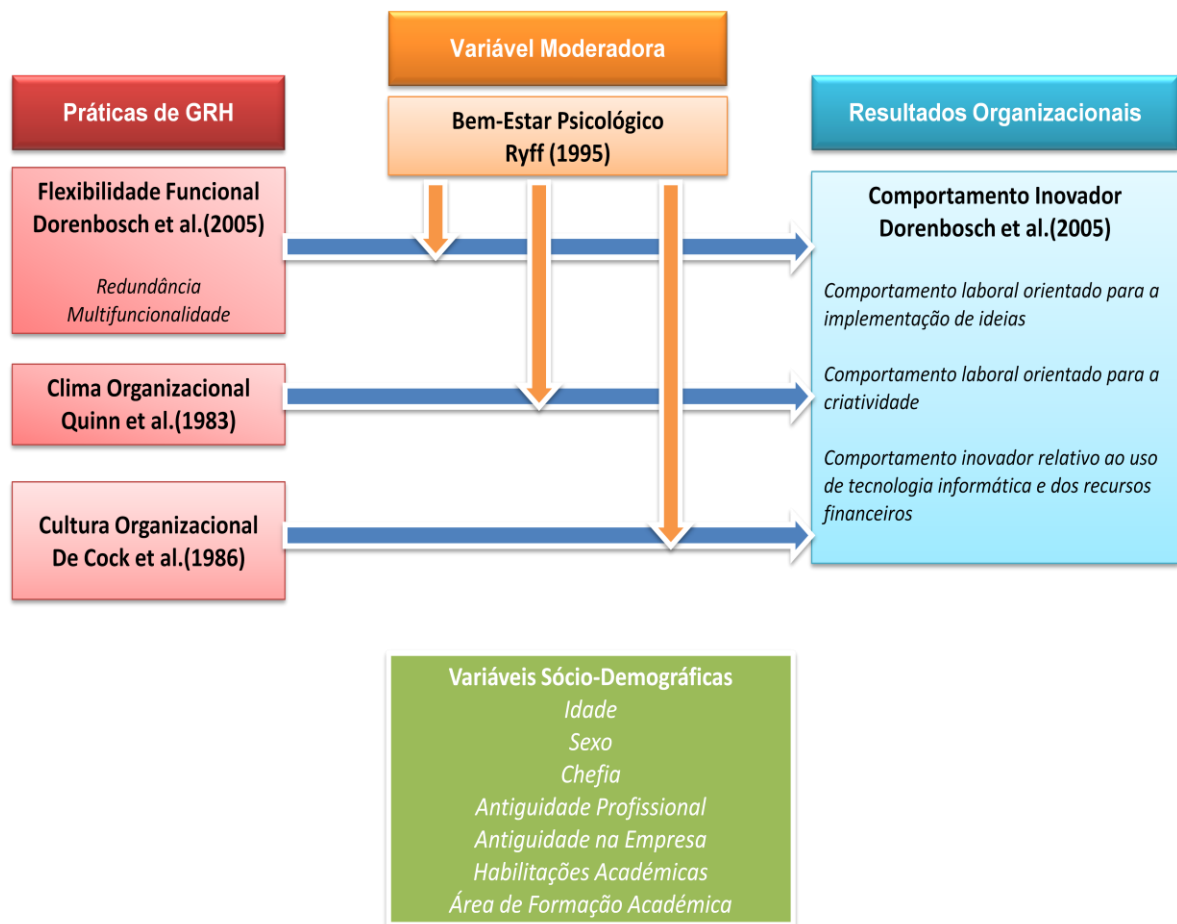 Variável Moderadora
Bem-Estar Psicológico
Ryff (1995)
Práticas de GRH
Flexibilidade Funcional
Dorenbosch et al.(2005)
Redundância
Multifuncionalidade
Clima Organizacional
Quinn et al.(1983)
Cultura Organizacional
De Cock et al.(1986)
Resultados Organizacionais
Comportamento Inovador
Dorenbosch et al.(2005)
Comportamento laboral orientado para a
implementação de ideias
Comportamento laboral orientado para a
criatividade
Comportamento inovador relativo ao uso
de tecnologia informática e dos recursos
financeiros
Variáveis Sócio-Demográficas
Idade
Sexo
Chefia
Antiguidade Profissional
Antiguidade na Empresa
Habilitações Académicas
Área de Formação Académica